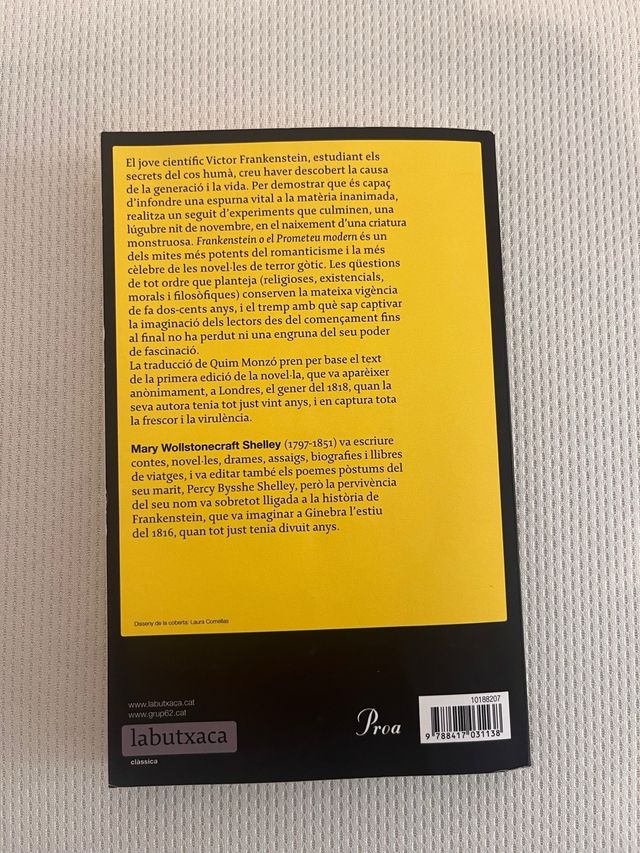 El jove científic Victor Frankenstein, estudiant els
secrets del cos humà, creu haver descobert la causa
de la generació i la vida. Per demostrar que és capaç
d'infondre una espurna vital a la matèria inanimada,
realitza un seguit d'experiments que culminen, una
lúgubre nit de novembre, en el naixement d'una criatura
monstruosa. Frankenstein o el Prometeu modern és un
dels mites més potents del romanticisme i la més
cèlebre de les novel·les de terror gòtic. Les qüestions
de tot ordre que planteja (religioses, existencials,
morals i filosòfiques) conserven la mateixa vigència
de fa dos-cents anys, i el tremp amb què sap captivar
la imaginació dels lectors des del començament fins
al final no ha perdut ni una engruna del seu poder
de fascinació.
La traducció de Quim Monzó pren per base el text
de la primera edició de la novel·la, que va aparèixer
anònimament, a Londres, el gener del 1818, quan la
seva autora tenia tot just vint anys, i en captura tota
la frescor i la virulència.
Mary Wollstonecraft Shelley (1797-1851) va escriure
contes, novel·les, drames, assaigs, biografies i llibres
de viatges, i va editar també els poemes pòstums del
seu marit, Percy Bysshe Shelley, però la pervivència
del seu nom va sobretot lligada a la història de
Frankenstein, que va imaginar a Ginebra l'estiu
del 1816, quan tot just tenia divuit anys.
Disseny de la coberta: Laura Comellas
www.labutxaca.cat
www.grup62.cat
labutxaca
clàssica
Proa
10188207
9 788417 031138